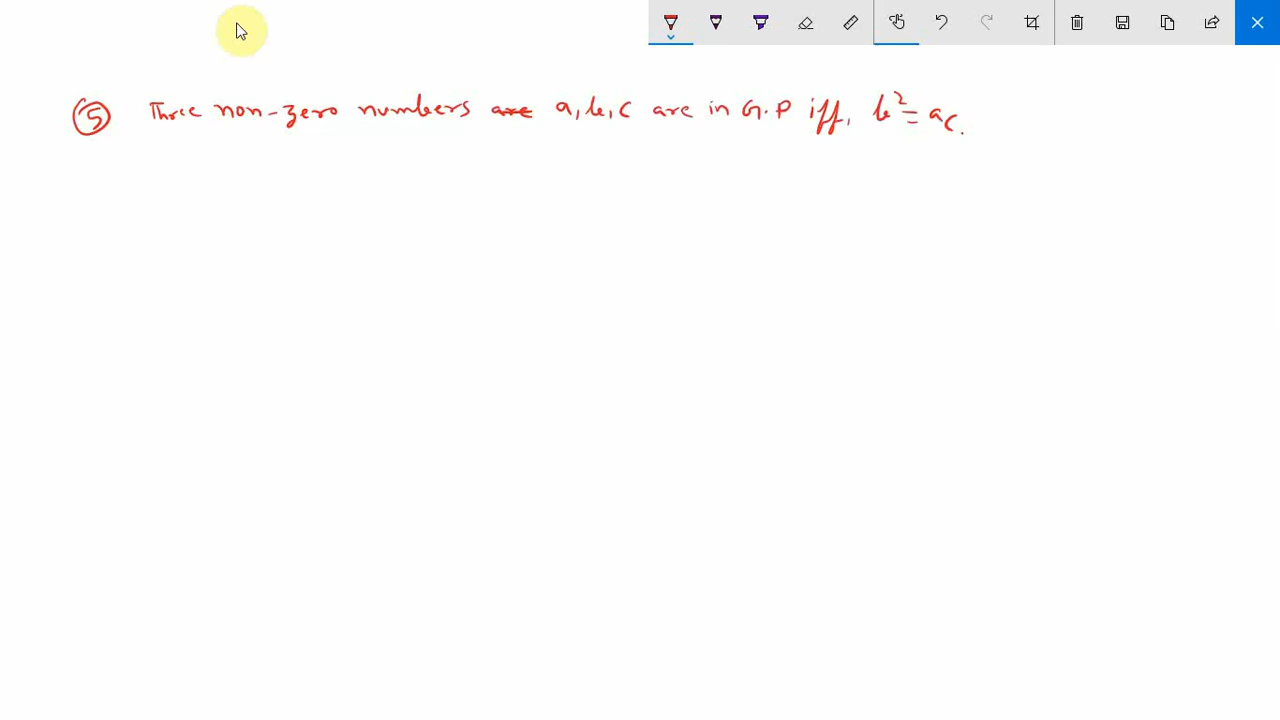 ⑤ Three non-zero numbers are a, b, c are in G.P iff, b² = ac.